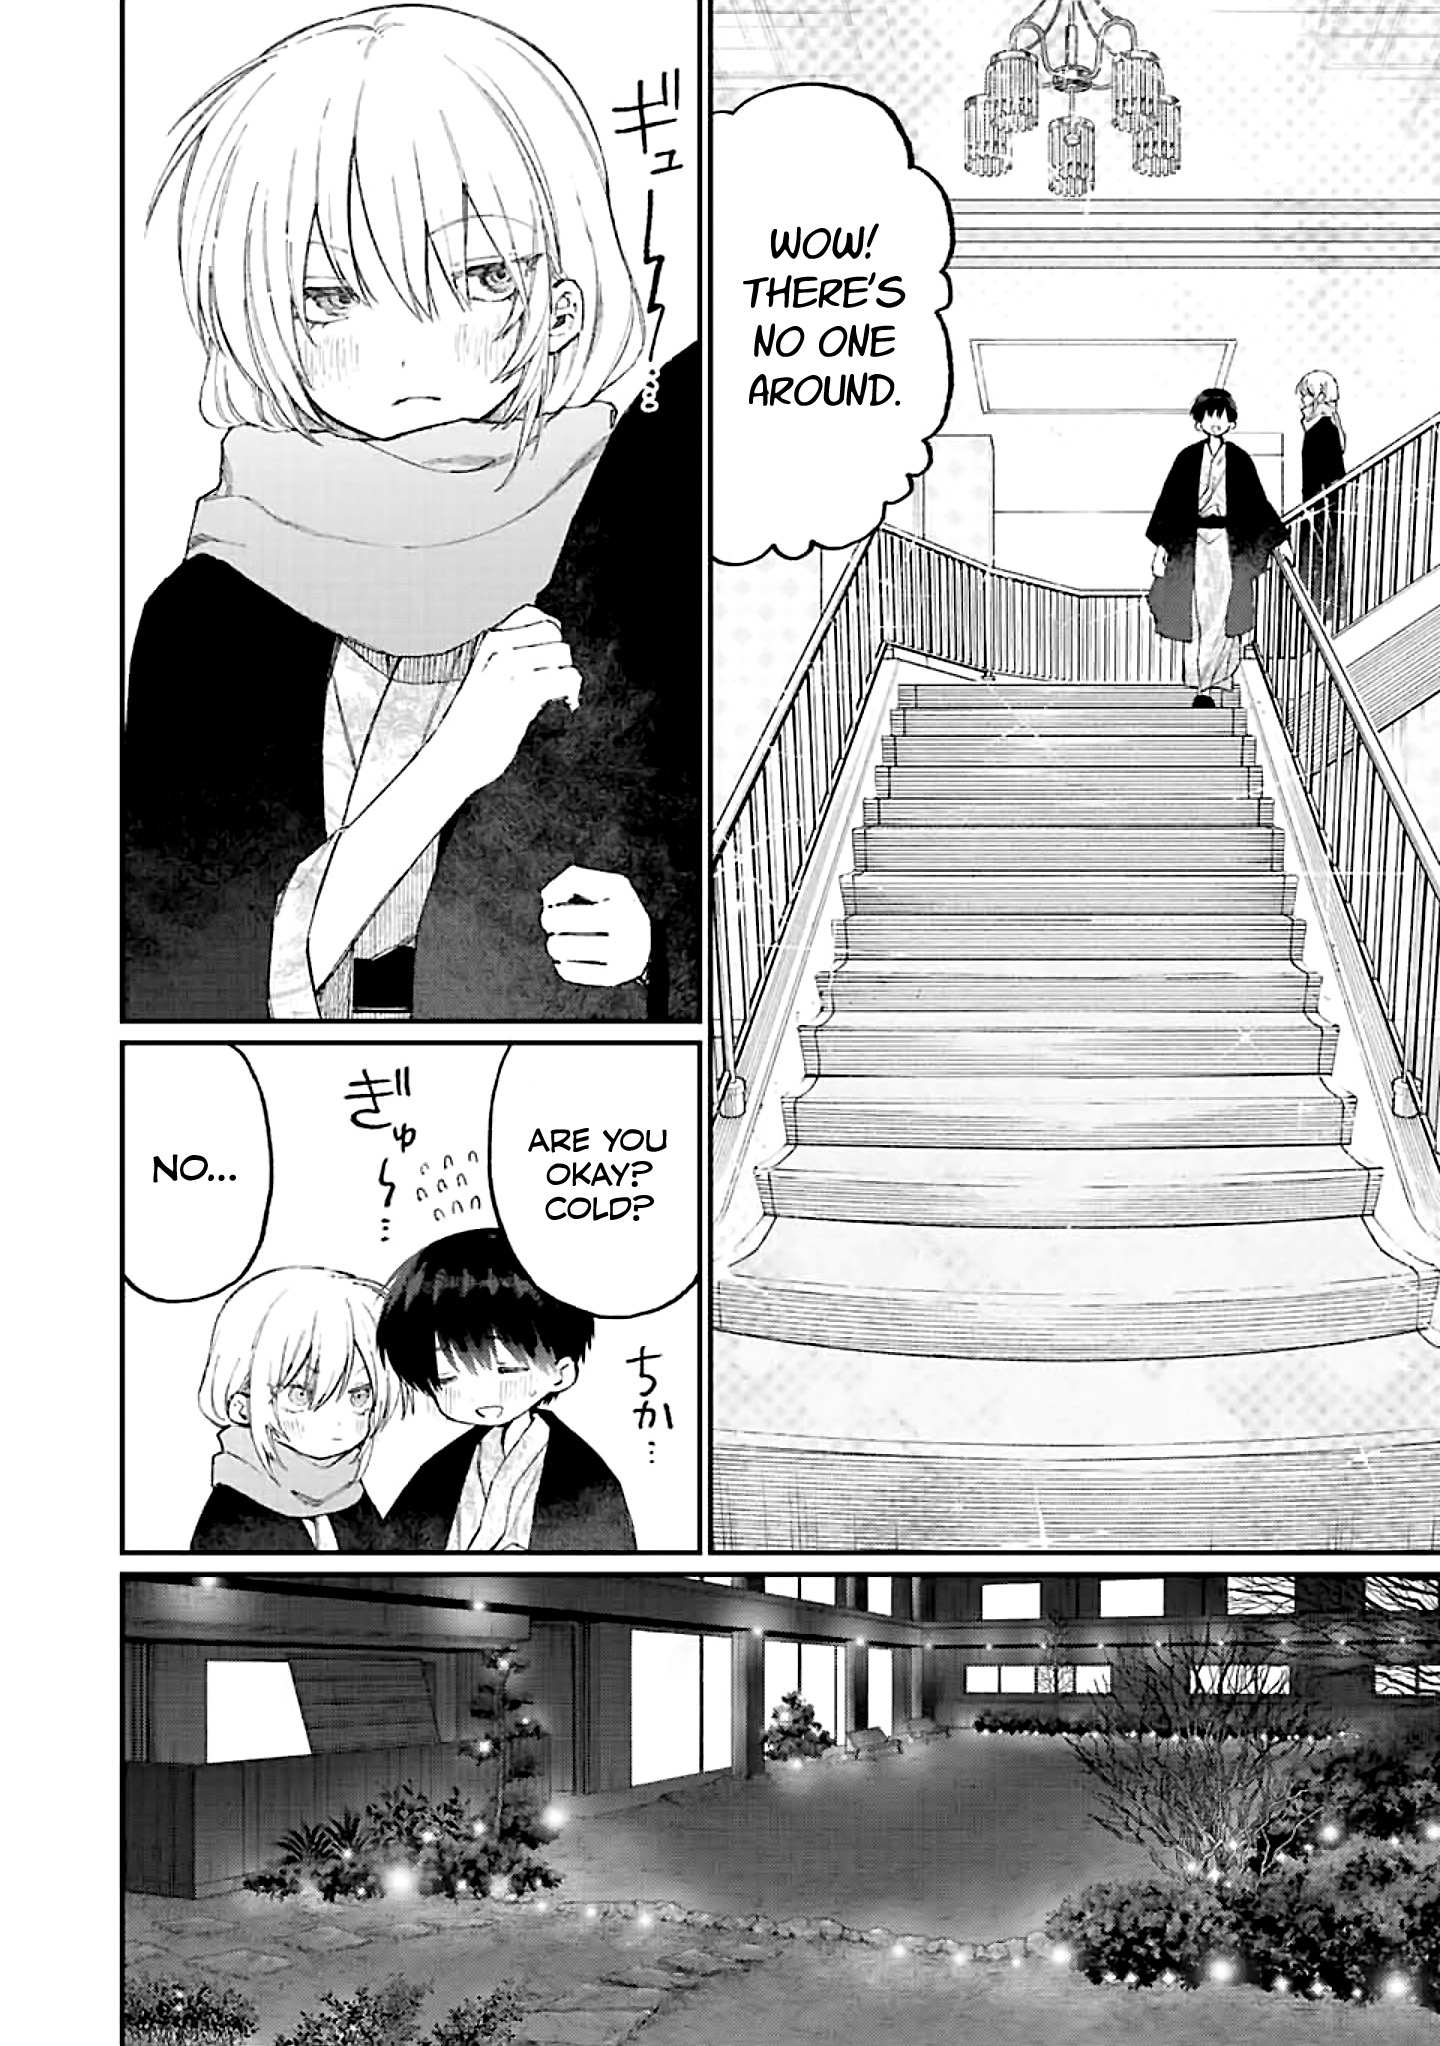 WOW!
THERE'S
NO ONE
AROUND.
ギュ〜…
ARE YOU
OKAY?
COLD?
ぎゅ〜…
NO...
ちか…